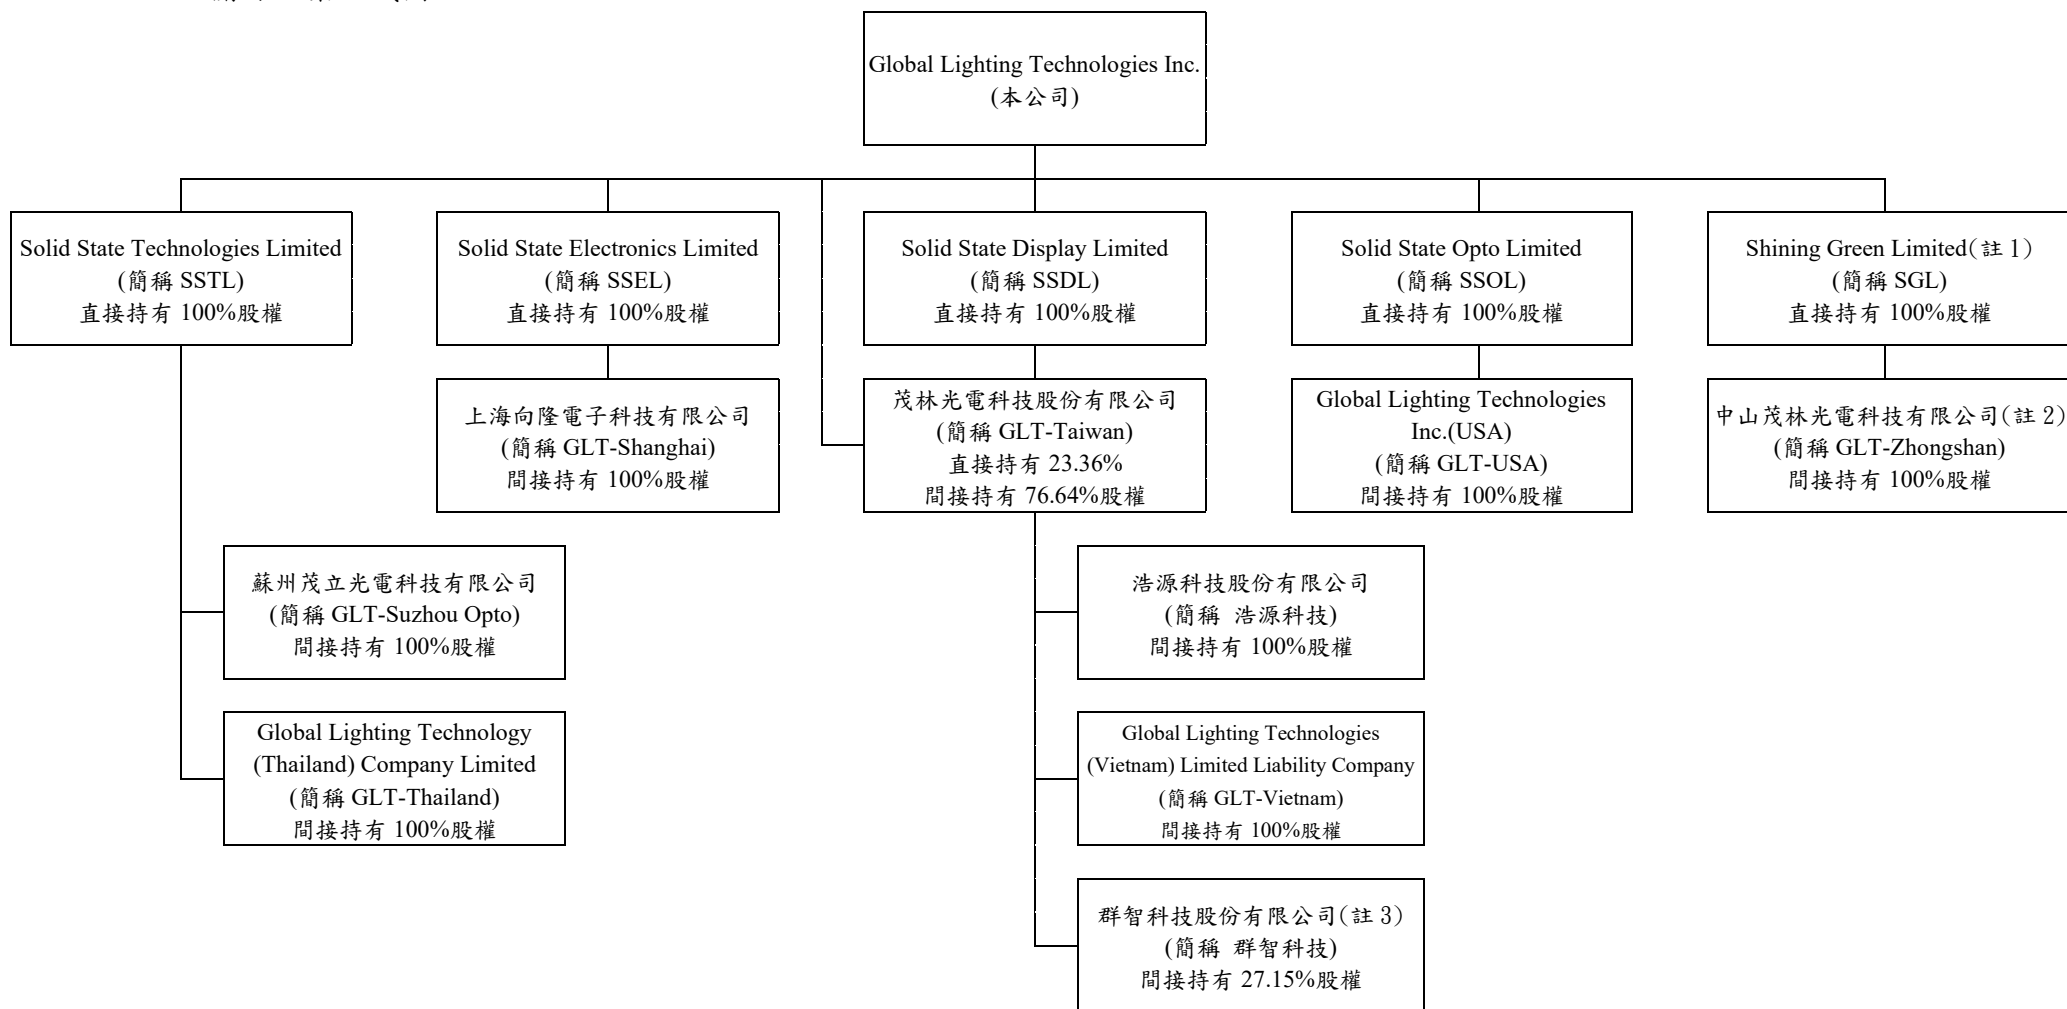 Global Lighting Technologies Inc.
(本公司)
Solid State Technologies Limited
(簡稱 SSTL)
直接持有 100%股權
Solid State Electronics Limited
(簡稱 SSEL)
直接持有 100%股權
Solid State Display Limited
(簡稱 SSDL)
直接持有 100%股權
Solid State Opto Limited
(簡稱 SSOL)
直接持有 100%股權
Shining Green Limited(註 1)
(簡稱 SGL)
直接持有 100%股權
上海向隆電子科技有限公司
(簡稱 GLT-Shanghai)
間接持有 100%股權
茂林光電科技股份有限公司
(簡稱 GLT-Taiwan)
直接持有 23.36%
間接持有 76.64%股權
Global Lighting Technologies
Inc.(USA)
(簡稱 GLT-USA)
間接持有 100%股權
中山茂林光電科技有限公司(註 2)
(簡稱 GLT-Zhongshan)
間接持有 100%股權
蘇州茂立光電科技有限公司
(簡稱 GLT-Suzhou Opto)
間接持有 100%股權
浩源科技股份有限公司
(簡稱 浩源科技)
間接持有 100%股權
Global Lighting Technology
(Thailand) Company Limited
(簡稱 GLT-Thailand)
間接持有 100%股權
Global Lighting Technologies
(Vietnam) Limited Liability Company
(簡稱 GLT-Vietnam)
間接持有 100%股權
群智科技股份有限公司(註 3)
(簡稱 群智科技)
間接持有 27.15%股權